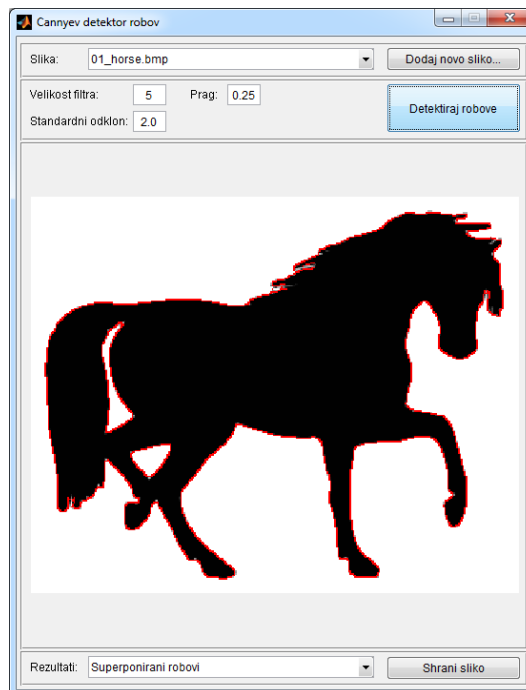 Cannyev detektor robov
Slika: 01_horse.bmp Dodaj novo sliko...
Velikost filtra: 5 Prag: 0.25 Detektiraj robove
Standardni odklon: 2.0
Rezultati: Superponirani robovi Shrani sliko